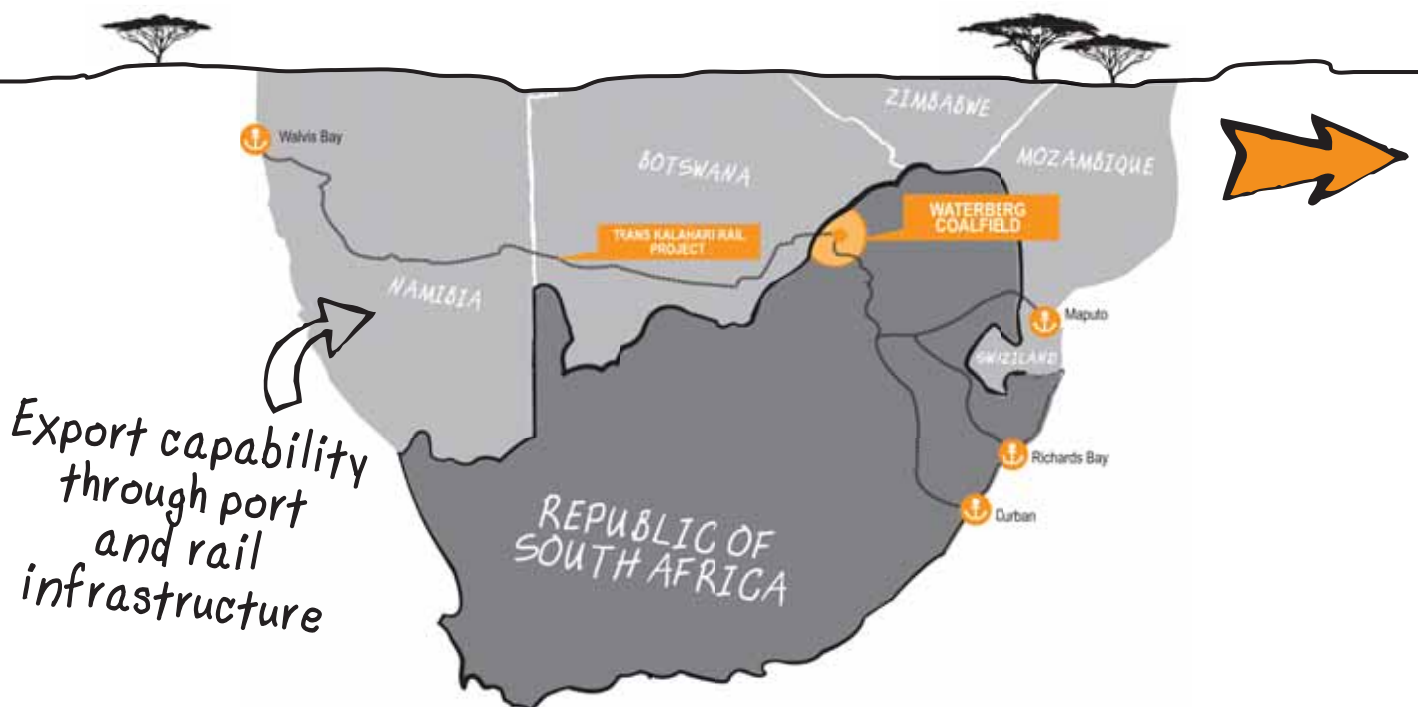 ZIMBABWE
Walvis Bay
BOTSWANA
MOZAMBIQUE
WATERBERG
COALFIELD
TRANS KALAHARI RAIL
PROJECT
NAMIBIA
Maputo
SWIZILAND
Export capability
through port
and rail
infrastructure
Richards Bay
REPUBLIC OF
SOUTH AFRICA
Durban